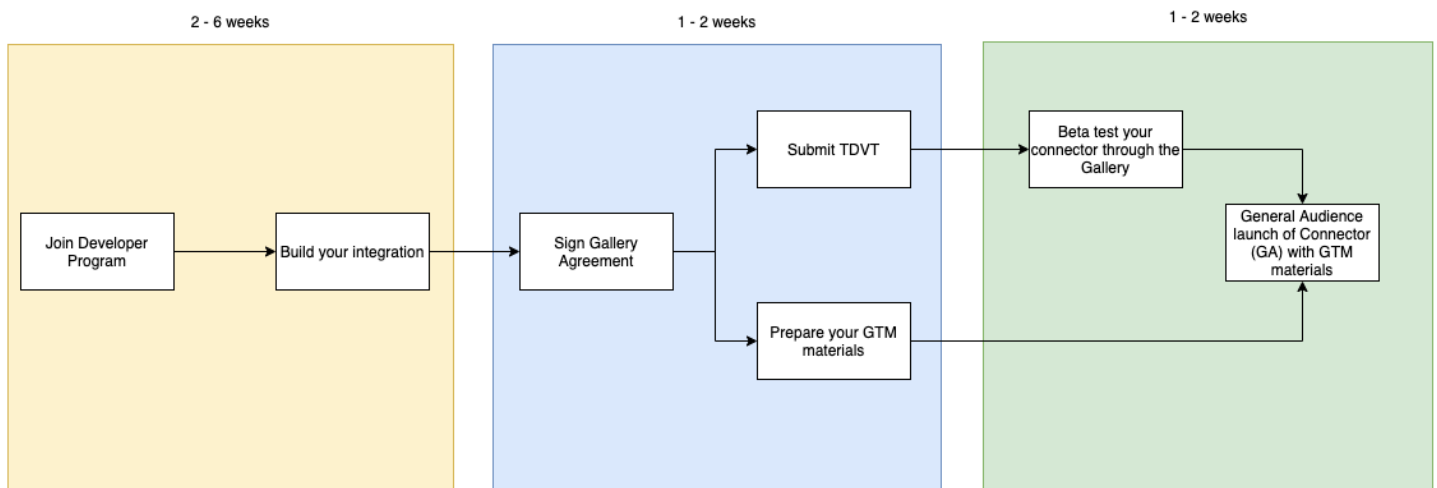 2 - 6 weeks
1 - 2 weeks
1 - 2 weeks
Join Developer
Program
Build your integration
Sign Gallery
Agreement
Submit TDVT
Prepare your GTM
materials
Beta test your
connector through the
Gallery
General Audience
launch of Connector
(GA) with GTM
materials